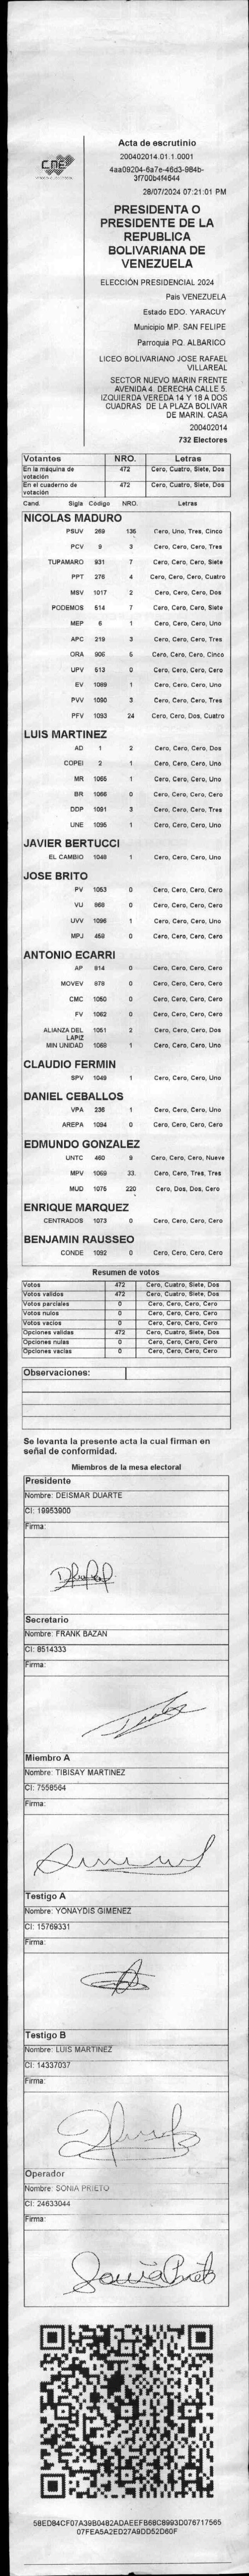 CNE
Acta de escrutinio
200402014.01.1.0001
4aa09204-6a7e-46d3-984b-
3f700b4f4644
28/07/2024 07:21:01 PM
PRESIDENTA O
PRESIDENTE DE LA
REPUBLICA
BOLIVARIANA DE
VENEZUELA
ELECCIÓN PRESIDENCIAL 2024
Pais VENEZUELA
Estado EDO. YARACUY
Municipio MP. SAN FELIPE
Parroquia PQ. ALBARICO
LICEO BOLIVARIANO JOSE RAFAEL
VILLAREAL
SECTOR NUEVO MARIN FRENTE
AVENIDA 4. DERECHA CALLE 5.
IZQUIERDA VEREDA 14 Y 18 A DOS
CUADRAS DE LA PLAZA BOLIVAR
DE MARIN. CASA
200402014
732 Electores
Votantes NRO. Letras
En la máquina de votación 472 Cero, Cuatro, Siete, Dos
En el cuaderno de votación 472 Cero, Cuatro, Siete, Dos
Cand. Sigla Código NRO. Letras
NICOLAS MADURO
PSUV 269 135 Cero, Uno, Tres, Cinco
PCV 9 3 Cero, Cero, Cero, Tres
TUPAMARO 931 7 Cero, Cero, Cero, Siete
PPT 276 4 Cero, Cero, Cero, Cuatro
MSV 1017 2 Cero, Cero, Cero, Dos
PODEMOS 514 7 Cero, Cero, Cero, Siete
MEP 6 1 Cero, Cero, Cero, Uno
APC 219 3 Cero, Cero, Cero, Tres
ORA 906 5 Cero, Cero, Cero, Cinco
UPV 513 0 Cero, Cero, Cero, Cero
EV 1089 1 Cero, Cero, Cero, Uno
PVV 1090 3 Cero, Cero, Cero, Tres
PFV 1093 24 Cero, Cero, Dos, Cuatro
LUIS MARTINEZ
AD 1 2 Cero, Cero, Cero, Dos
COPEI 2 1 Cero, Cero, Cero, Uno
MR 1065 1 Cero, Cero, Cero, Uno
BR 1066 0 Cero, Cero, Cero, Cero
DDP 1091 3 Cero, Cero, Cero, Tres
UNE 1095 1 Cero, Cero, Cero, Uno
JAVIER BERTUCCI
EL CAMBIO 1048 1 Cero, Cero, Cero, Uno
JOSE BRITO
PV 1053 0 Cero, Cero, Cero, Cero
VU 868 0 Cero, Cero, Cero, Cero
UVV 1096 1 Cero, Cero, Cero, Uno
MPJ 459 0 Cero, Cero, Cero, Cero
ANTONIO ECARRI
AP 814 0 Cero, Cero, Cero, Cero
MOVEV 878 0 Cero, Cero, Cero, Cero
CMC 1050 0 Cero, Cero, Cero, Cero
FV 1062 0 Cero, Cero, Cero, Cero
ALIANZA DEL LAPIZ 1051 2 Cero, Cero, Cero, Dos
MIN UNIDAD 1068 1 Cero, Cero, Cero, Uno
CLAUDIO FERMIN
SPV 1049 1 Cero, Cero, Cero, Uno
DANIEL CEBALLOS
VPA 236 1 Cero, Cero, Cero, Uno
AREPA 1094 0 Cero, Cero, Cero, Cero
EDMUNDO GONZALEZ
UNTC 460 9 Cero, Cero, Cero, Nueve
MPV 1069 33 Cero, Cero, Tres, Tres
MUD 1075 220 Cero, Dos, Dos, Cero
ENRIQUE MARQUEZ
CENTRADOS 1073 0 Cero, Cero, Cero, Cero
BENJAMIN RAUSSEO
CONDE 1092 0 Cero, Cero, Cero, Cero
Resumen de votos
Votos 472 Cero, Cuatro, Siete, Dos
Votos validos 472 Cero, Cuatro, Siete, Dos
Votos parciales 0 Cero, Cero, Cero, Cero
Votos nulos 0 Cero, Cero, Cero, Cero
Votos vacios 0 Cero, Cero, Cero, Cero
Opciones validas 472 Cero, Cuatro, Siete, Dos
Opciones nulas 0 Cero, Cero, Cero, Cero
Opciones vacias 0 Cero, Cero, Cero, Cero
Observaciones:
Se levanta la presente acta la cual firman en
señal de conformidad.
Miembros de la mesa electoral
Presidente
Nombre: DEISMAR DUARTE
CI: 19953900
Firma:
Secretario
Nombre: FRANK BAZAN
CI: 8514333
Firma:
Miembro A
Nombre: TIBISAY MARTINEZ
CI: 7558564
Firma:
Testigo A
Nombre: YONAYDIS GIMENEZ
CI: 15769331
Firma:
Testigo B
Nombre: LUIS MARTINEZ
CI: 14337037
Firma:
Operador
Nombre: SONIA PRIETO
CI: 24633044
Firma:
Sonia Prieto
58ED84CF07A39B0482ADAEEFB68C8993D076717565
07FEA5A2ED27A9DD52D60F